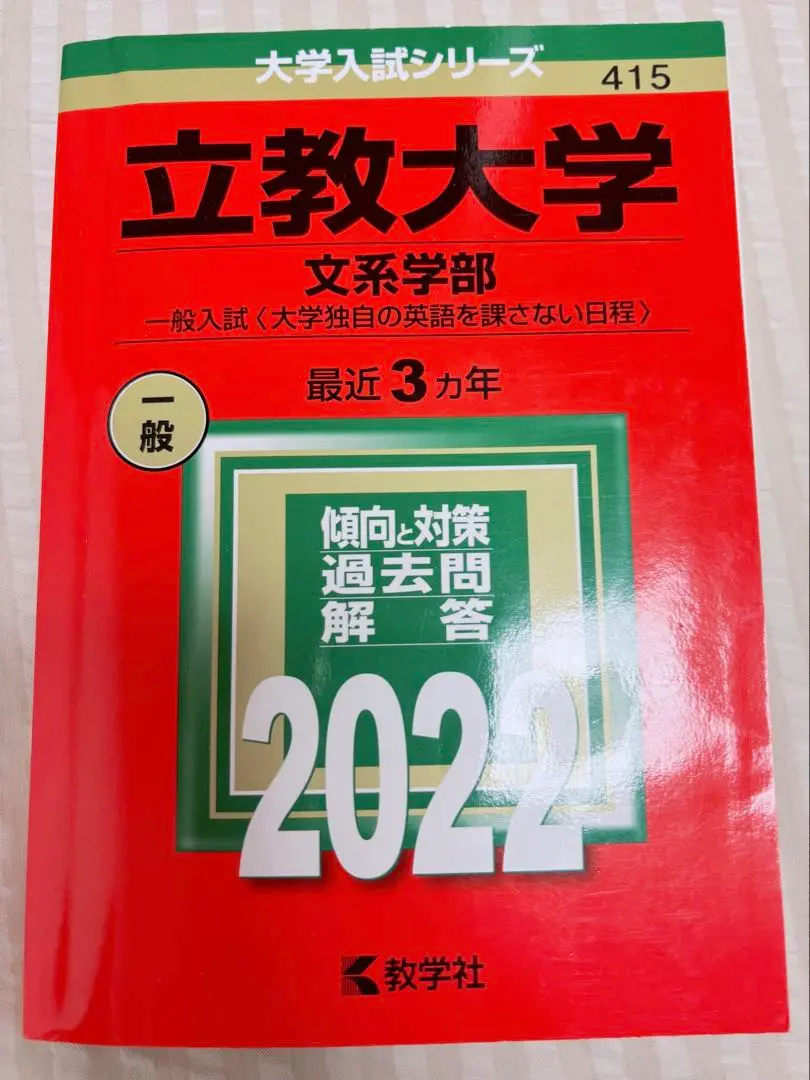 大学入試シリーズ
415
立教大学
文系学部
一般入試〈大学独自の英語を課さない日程〉
最近3カ年
一般
傾向と対策
過去問
解答
2022
教学社